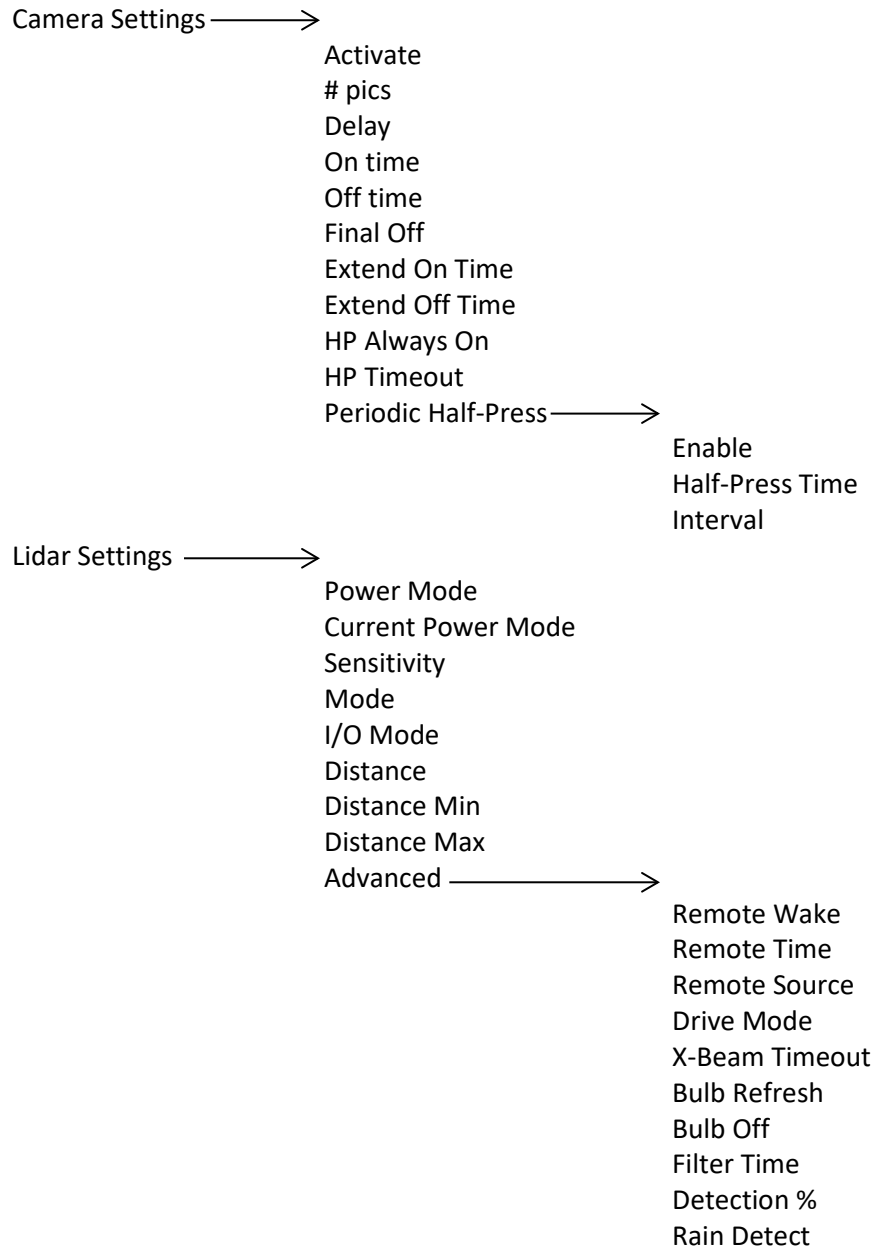 Camera Settings
Activate
# pics
Delay
On time
Off time
Final Off
Extend On Time
Extend Off Time
HP Always On
HP Timeout
Periodic Half-Press
Enable
Half-Press Time
Interval
Lidar Settings
Power Mode
Current Power Mode
Sensitivity
Mode
I/O Mode
Distance
Distance Min
Distance Max
Advanced
Remote Wake
Remote Time
Remote Source
Drive Mode
X-Beam Timeout
Bulb Refresh
Bulb Off
Filter Time
Detection %
Rain Detect